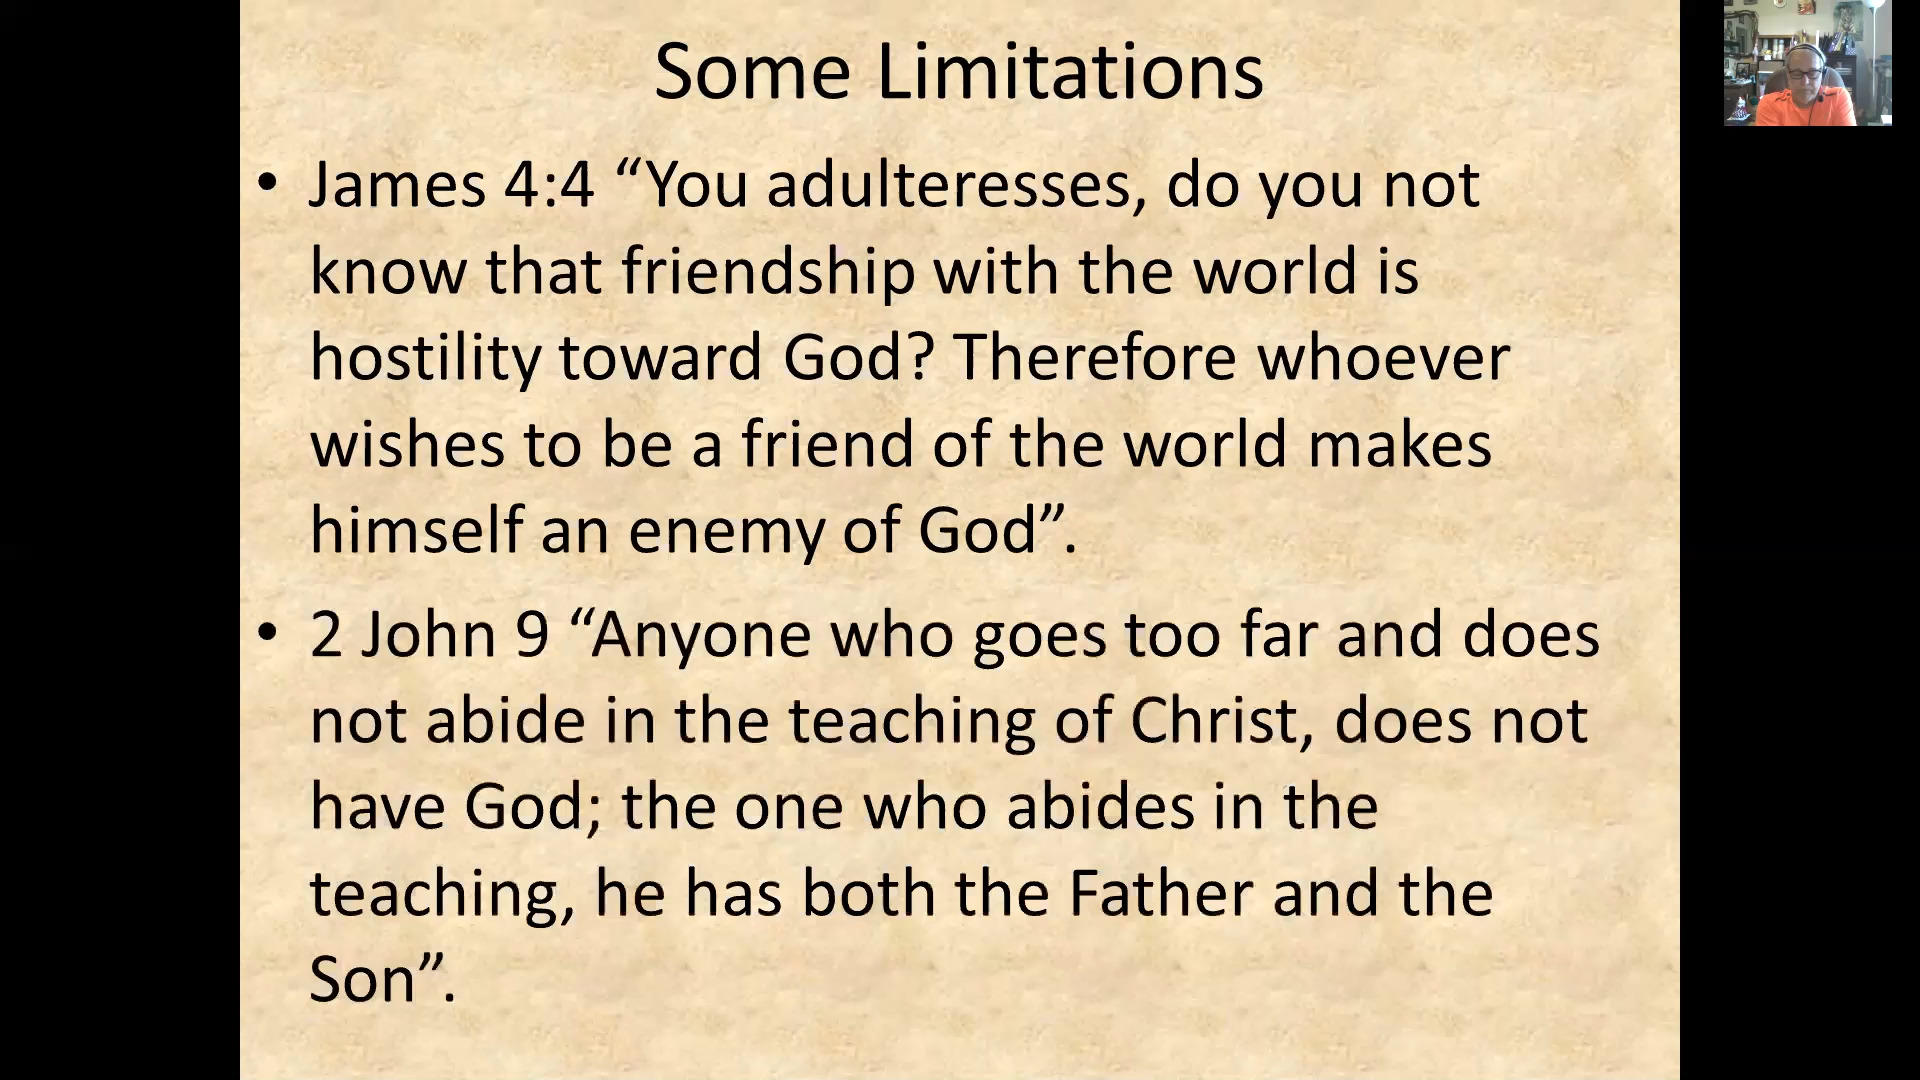 Some Limitations
• James 4:4 “You adulteresses, do you not
know that friendship with the world is
hostility toward God? Therefore whoever
wishes to be a friend of the world makes
himself an enemy of God”.
• 2 John 9 “Anyone who goes too far and does
not abide in the teaching of Christ, does not
have God; the one who abides in the
teaching, he has both the Father and the
Son”.